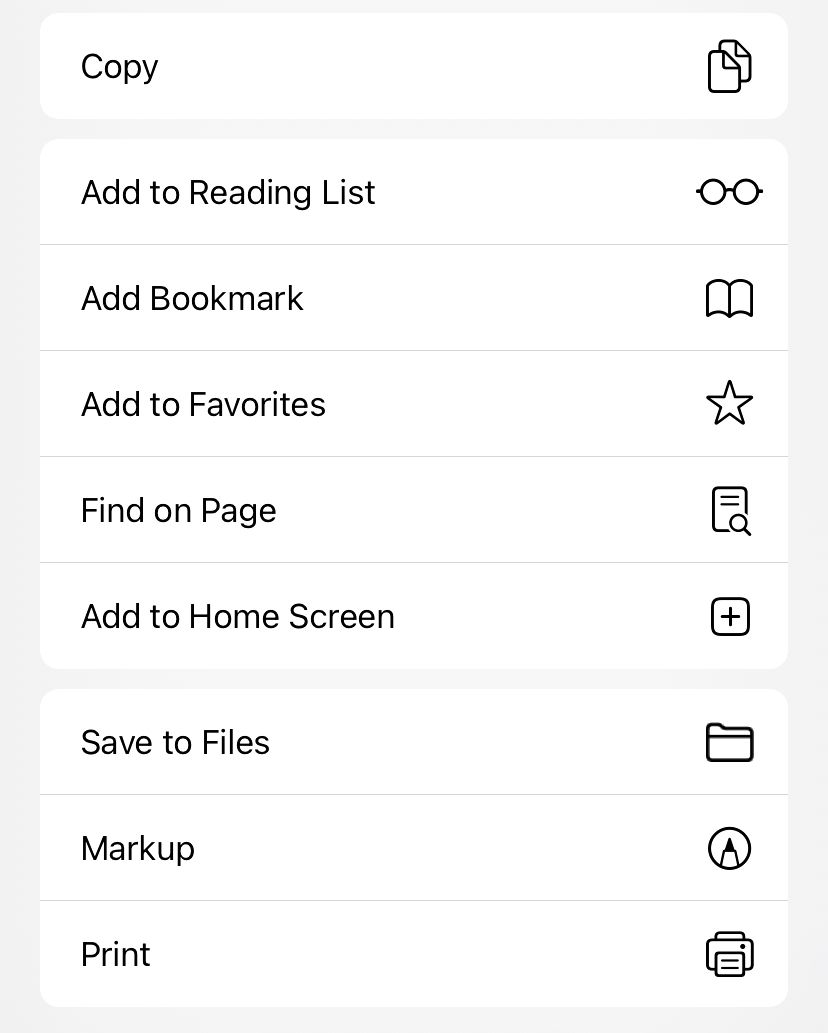 Copy
Add to Reading List
Add Bookmark
Add to Favorites
Find on Page
Add to Home Screen
Save to Files
Markup
Print